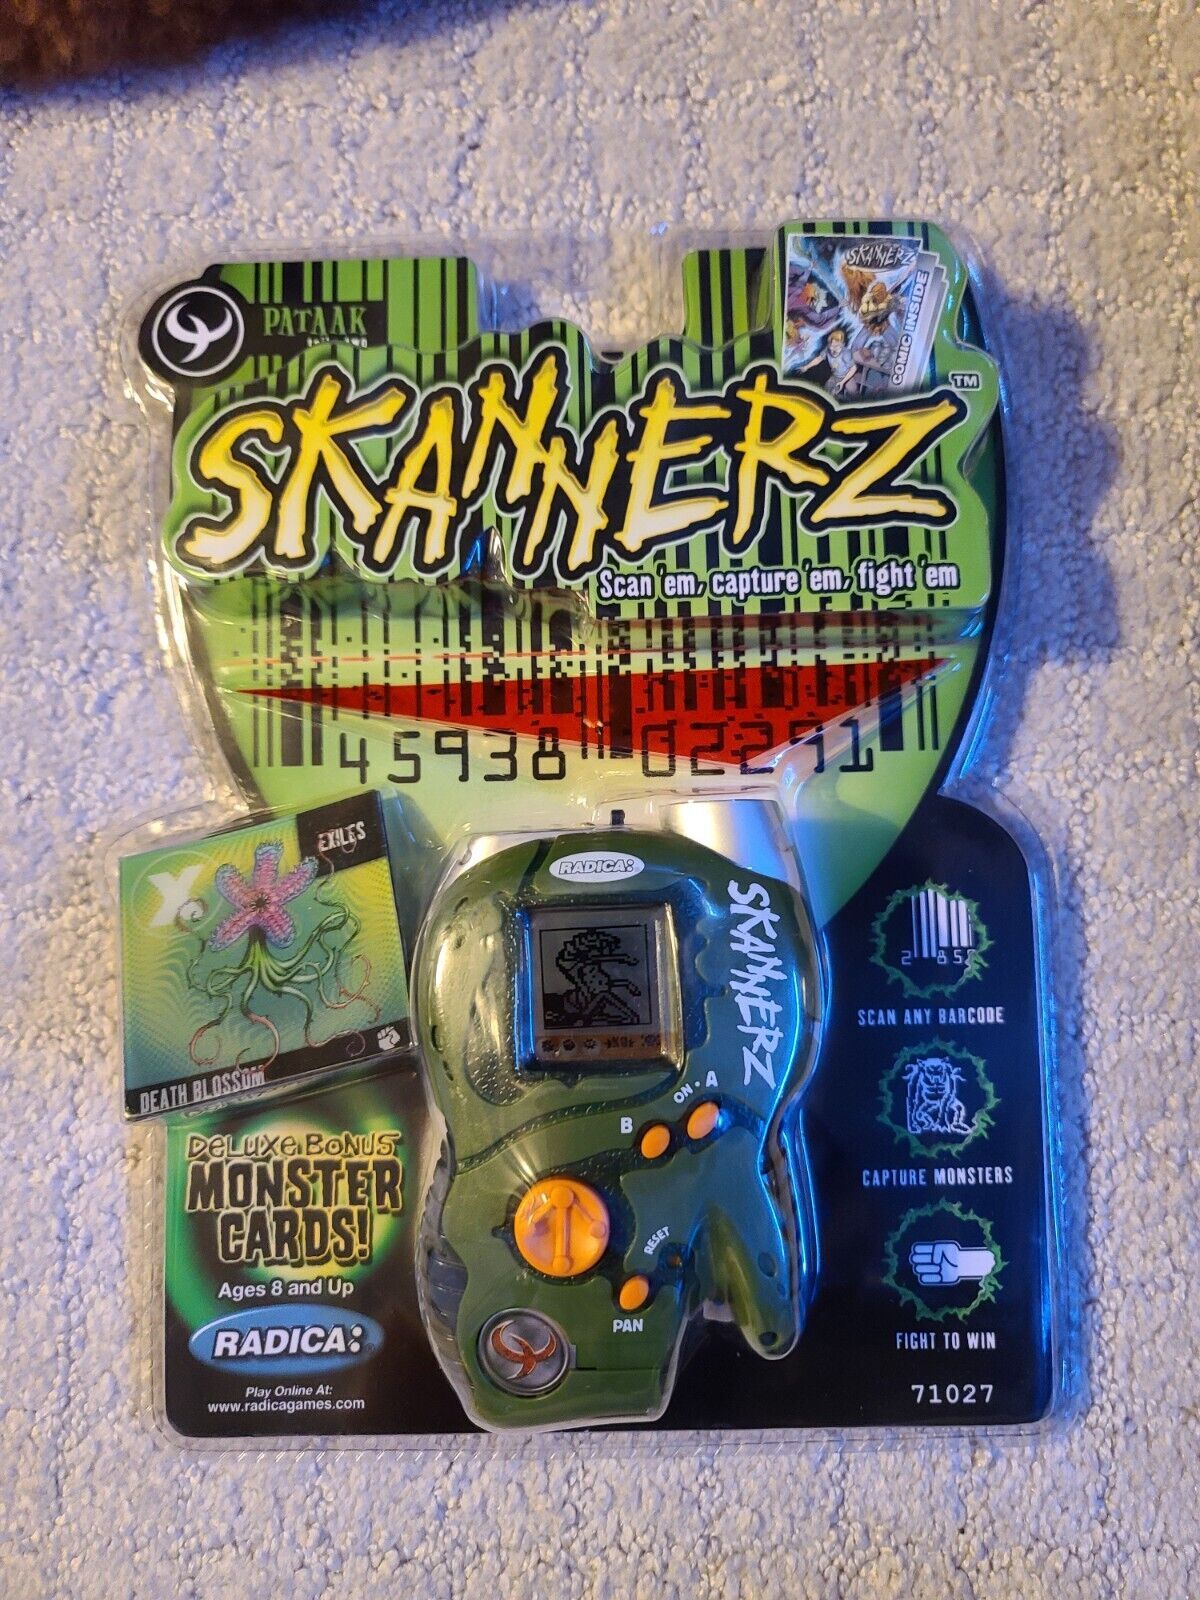 PATAAK
SKANNERZ
COMIC INSIDE
SKANNERZ™
Scan 'em, capture 'em, fight 'em
45938 02291
EXILES
X
DEATH BLOSSOM
RADICA:
SKANNERZ
B
ON · A
RESET
PAN
DELUXE BONUS
MONSTER
CARDS!
Ages 8 and Up
RADICA:
Play Online At:
www.radicagames.com
2 85
SCAN ANY BARCODE
CAPTURE MONSTERS
FIGHT TO WIN
71027